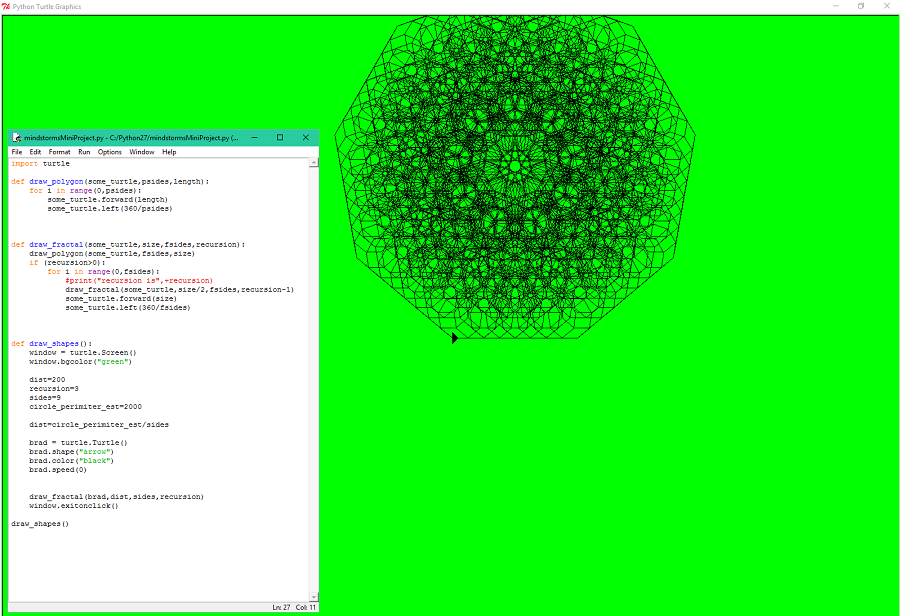 Python Turtle Graphics
mindstormsMiniProject.py - C:/Python27/mindstormsMiniProject.py (...
File Edit Format Run Options Window Help
import turtle
def draw_polygon(some_turtle,psides,length):
    for i in range(0,psides):
        some_turtle.forward(length)
        some_turtle.left(360/psides)
def draw_fractal(some_turtle,size,fsides,recursion):
    draw_polygon(some_turtle,fsides,size)
    if (recursion>0):
        for i in range(0,fsides):
            #print("recursion is",+recursion)
            draw_fractal(some_turtle,size/2,fsides,recursion-1)
            some_turtle.forward(size)
            some_turtle.left(360/fsides)
def draw_shapes():
    window = turtle.Screen()
    window.bgcolor("green")
    dist=200
    recursion=3
    sides=9
    circle_perimiter_est=2000
    dist=circle_perimiter_est/sides
    brad = turtle.Turtle()
    brad.shape("arrow")
    brad.color("black")
    brad.speed(0)
    draw_fractal(brad,dist,sides,recursion)
    window.exitonclick()
draw_shapes()
Ln: 27 Col: 11